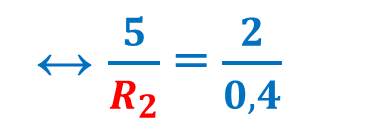 ↔ 5/R₂ = 2/0,4